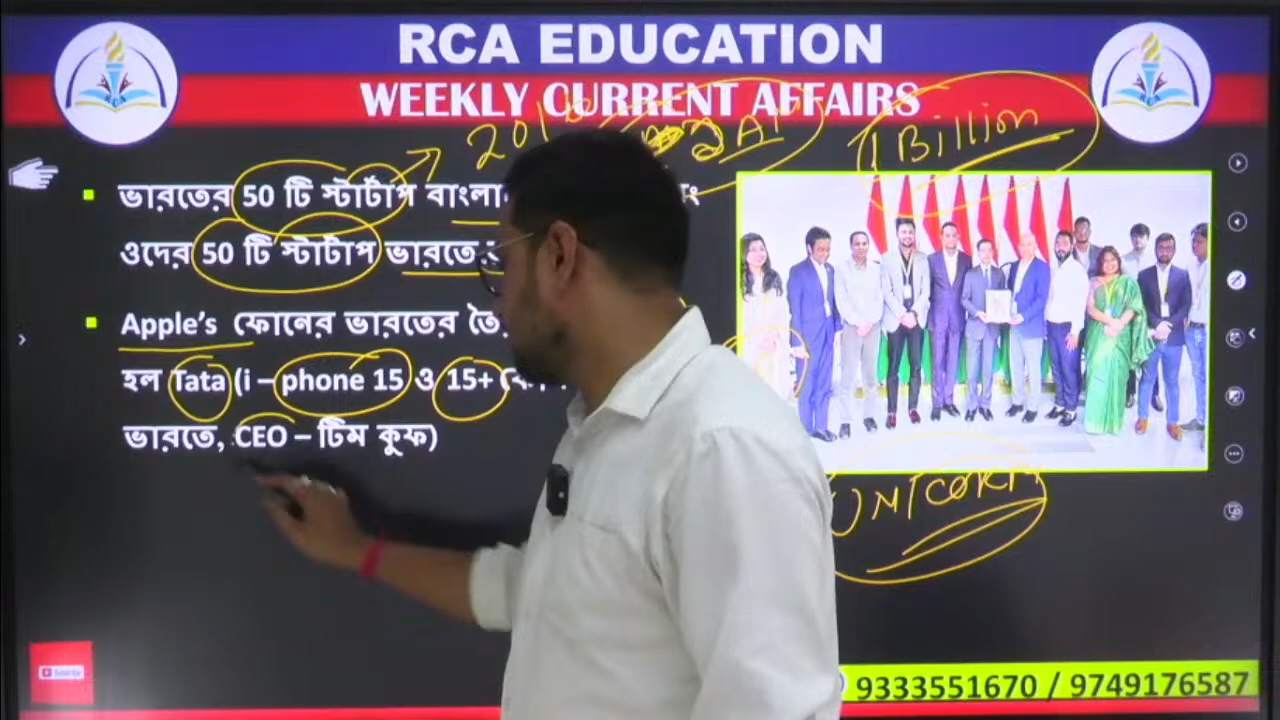 RCA EDUCATION
WEEKLY CURRENT AFFAIRS
1 Billion
ভারতের 50 টি স্টার্টাপ
ওদের 50 টি স্টার্টাপ ভারতে
Apple's ফোনের ভারতের
হল Tata (i – phone 15 ও 15+
ভারতে, CEO – টিম কুফ)
UNICORN
9333551670 / 9749176587